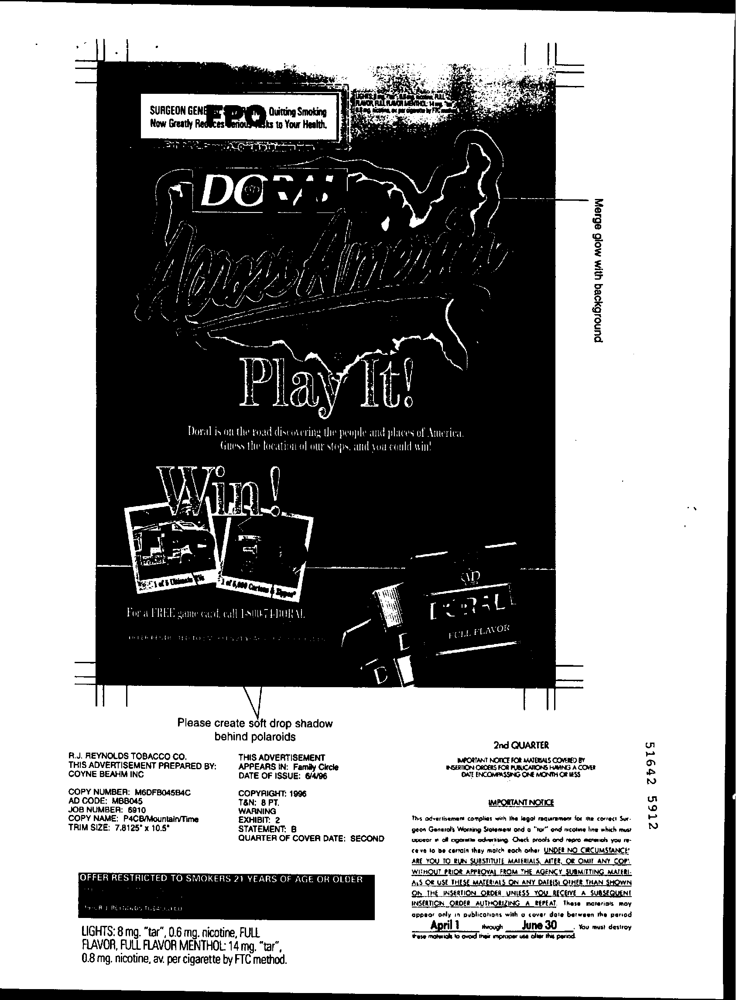 SURGEON GENERAL'S WARNING: Quitting Smoking
Now Greatly Reduces Serious Risks to Your Health.
FPO
DORAL
Across America
Play It!
Doral is on the road discovering the people and places of America.
Guess the location of our stops, and you could win!
Win!
1 of 5 Ultimate
1 of 5,000 Cartons &
For a FREE game card, call 1-800-74-DORAL.
DORAL
FULL FLAVOR
D
Merge glow with background
Please create soft drop shadow
behind polaroids
R.J. REYNOLDS TOBACCO CO.
THIS ADVERTISEMENT PREPARED BY:
COYNE BEAHM INC
COPY NUMBER: M6DFB045B4C
AD CODE: MBB045
JOB NUMBER: 6910
COPY NAME: P4CB/Mountain/Time
TRIM SIZE: 7.8125" x 10.5"
THIS ADVERTISEMENT
APPEARS IN: Family Circle
DATE OF ISSUE: 6/4/96
COPYRIGHT: 1996
T&N: 8 PT.
WARNING
EXHIBIT: 2
STATEMENT: B
QUARTER OF COVER DATE: SECOND
OFFER RESTRICTED TO SMOKERS 21 YEARS OF AGE OR OLDER
LIGHTS: 8 mg. "tar", 0.6 mg. nicotine, FULL
FLAVOR, FULL FLAVOR MENTHOL: 14 mg. "tar",
0.8 mg. nicotine, av. per cigarette by FTC method.
2nd QUARTER
IMPORTANT NOTICE FOR MATERIALS COVERED BY
INSERTION ORDERS FOR PUBLICATIONS HAVING A COVER
DATE ENCOMPASSING ONE MONTH OR LESS
IMPORTANT NOTICE
This advertisement complies with the legal requirement for the correct Sur-
geon General's Warning Statement and a "tar" and nicotine line which must
appear in all cigarette advertising. Check proofs and repro materials you re-
ceive to be certain they match each other. UNDER NO CIRCUMSTANCE
ARE YOU TO RUN SUBSTITUTE MATERIALS, ALTER, OR OMIT ANY COPY
WITHOUT PRIOR APPROVAL FROM THE AGENCY SUBMITTING MATERI-
ALS OR USE THESE MATERIALS ON ANY DATE(S) OTHER THAN SHOWN
ON THE INSERTION ORDER UNLESS YOU RECEIVE A SUBSEQUENT
INSERTION ORDER AUTHORIZING A REPEAT. These materials may
appear only in publications with a cover date between the period
April 1 through June 30. You must destroy
these materials to avoid their improper use after this period.
51642 5912